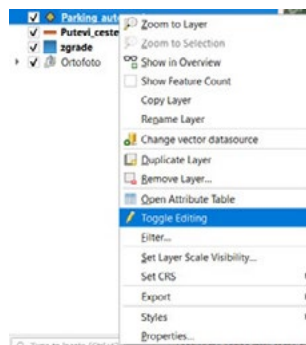 Parking_auto
Putevi_ceste
zgrade
Ortofoto
Zoom to Layer
Zoom to Selection
Show in Overview
Show Feature Count
Copy Layer
Rename Layer
Change vector datasource
Duplicate Layer
Remove Layer...
Open Attribute Table
Toggle Editing
Filter...
Set Layer Scale Visibility...
Set CRS
Export
Styles
Properties...